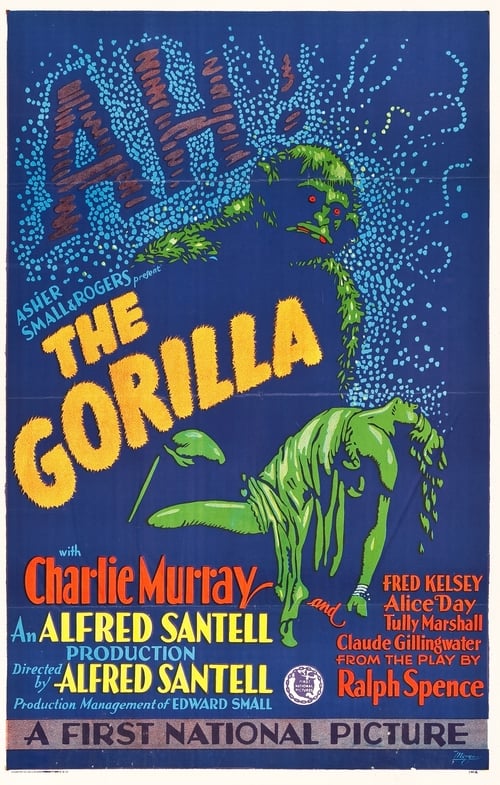 AH!
ASHER
SMALL & ROGERS present
THE
GORILLA
with
Charlie Murray
and
FRED KELSEY
Alice Day
Tully Marshall
Claude Gillingwater
FROM THE PLAY BY
Ralph Spence
An ALFRED SANTELL
PRODUCTION
Directed by ALFRED SANTELL
Production Management of EDWARD SMALL
A FIRST NATIONAL PICTURE